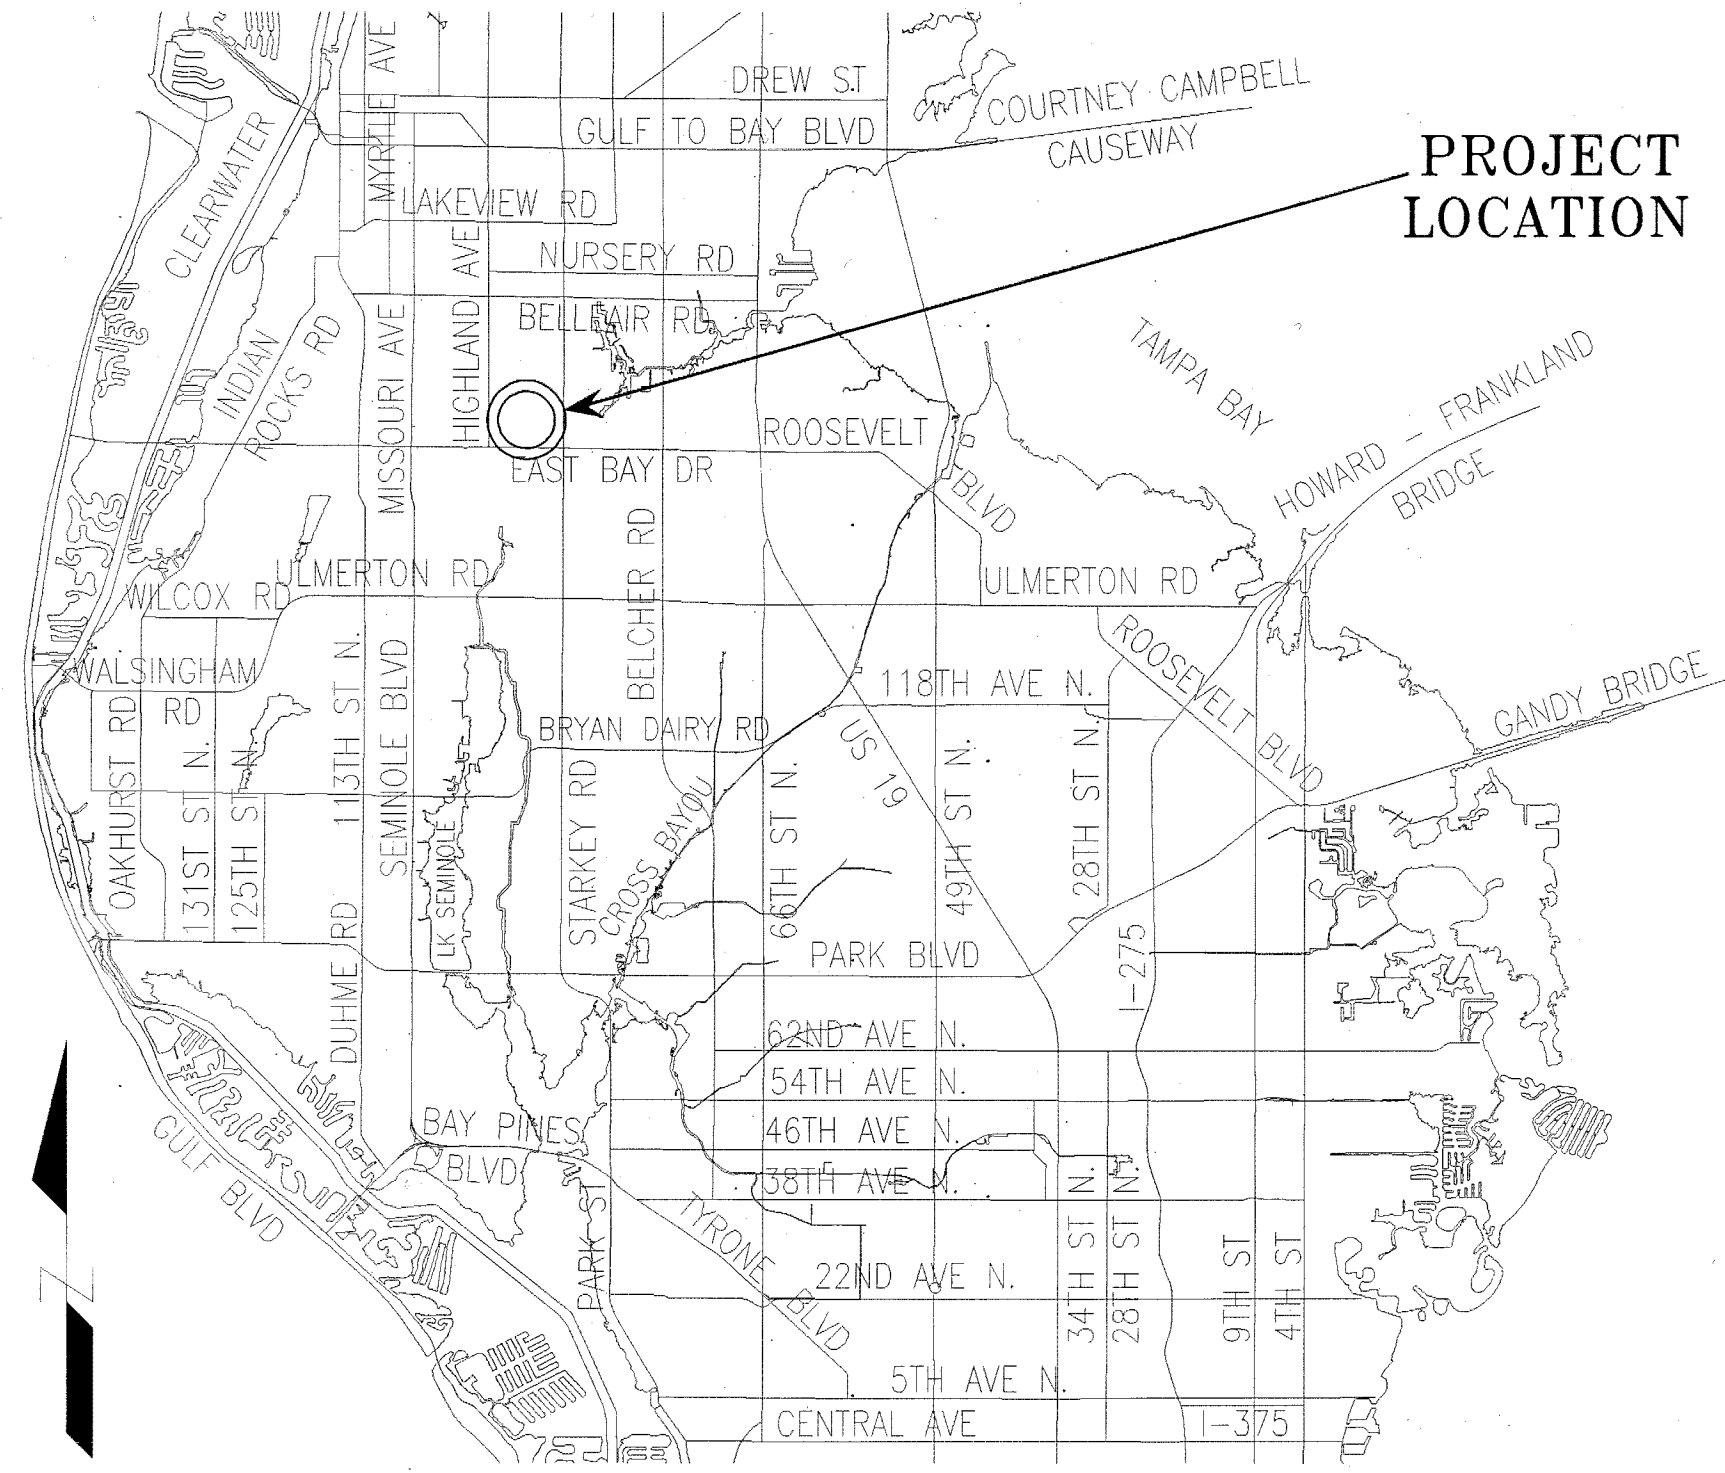 MYRTLE AVE
DREW ST
COURTNEY CAMPBELL
CAUSEWAY
GULF TO BAY BLVD
PROJECT
LOCATION
CLEARWATER
LAKEVIEW RD
HIGHLAND AVE
NURSERY RD
BELLEAIR RD
TAMPA BAY
INDIAN
ROCKS RD
MISSOURI AVE
HOWARD - FRANKLAND
BRIDGE
ROOSEVELT
BLVD
EAST BAY DR
BELCHER RD
ULMERTON RD
ULMERTON RD
WILCOX RD
WALSINGHAM
RD
ROOSEVELT BLVD
118TH AVE N.
GANDY BRIDGE
OAKHURST RD
131ST ST N.
125TH ST N.
113TH ST N.
SEMINOLE BLVD
BRYAN DAIRY RD
US 19
LK SEMINOLE
STARKEY RD
CROSS BAYOU
66TH ST N.
49TH ST N.
28TH ST N.
PARK BLVD
I-275
DUHME RD
62ND AVE N.
54TH AVE N.
BAY PINES
BLVD
46TH AVE N.
38TH AVE N.
GULF BLVD
PARK ST
TYRONE BLVD
22ND AVE N.
34TH ST N.
28TH ST N.
9TH ST
4TH ST
N
5TH AVE N.
CENTRAL AVE
I-375